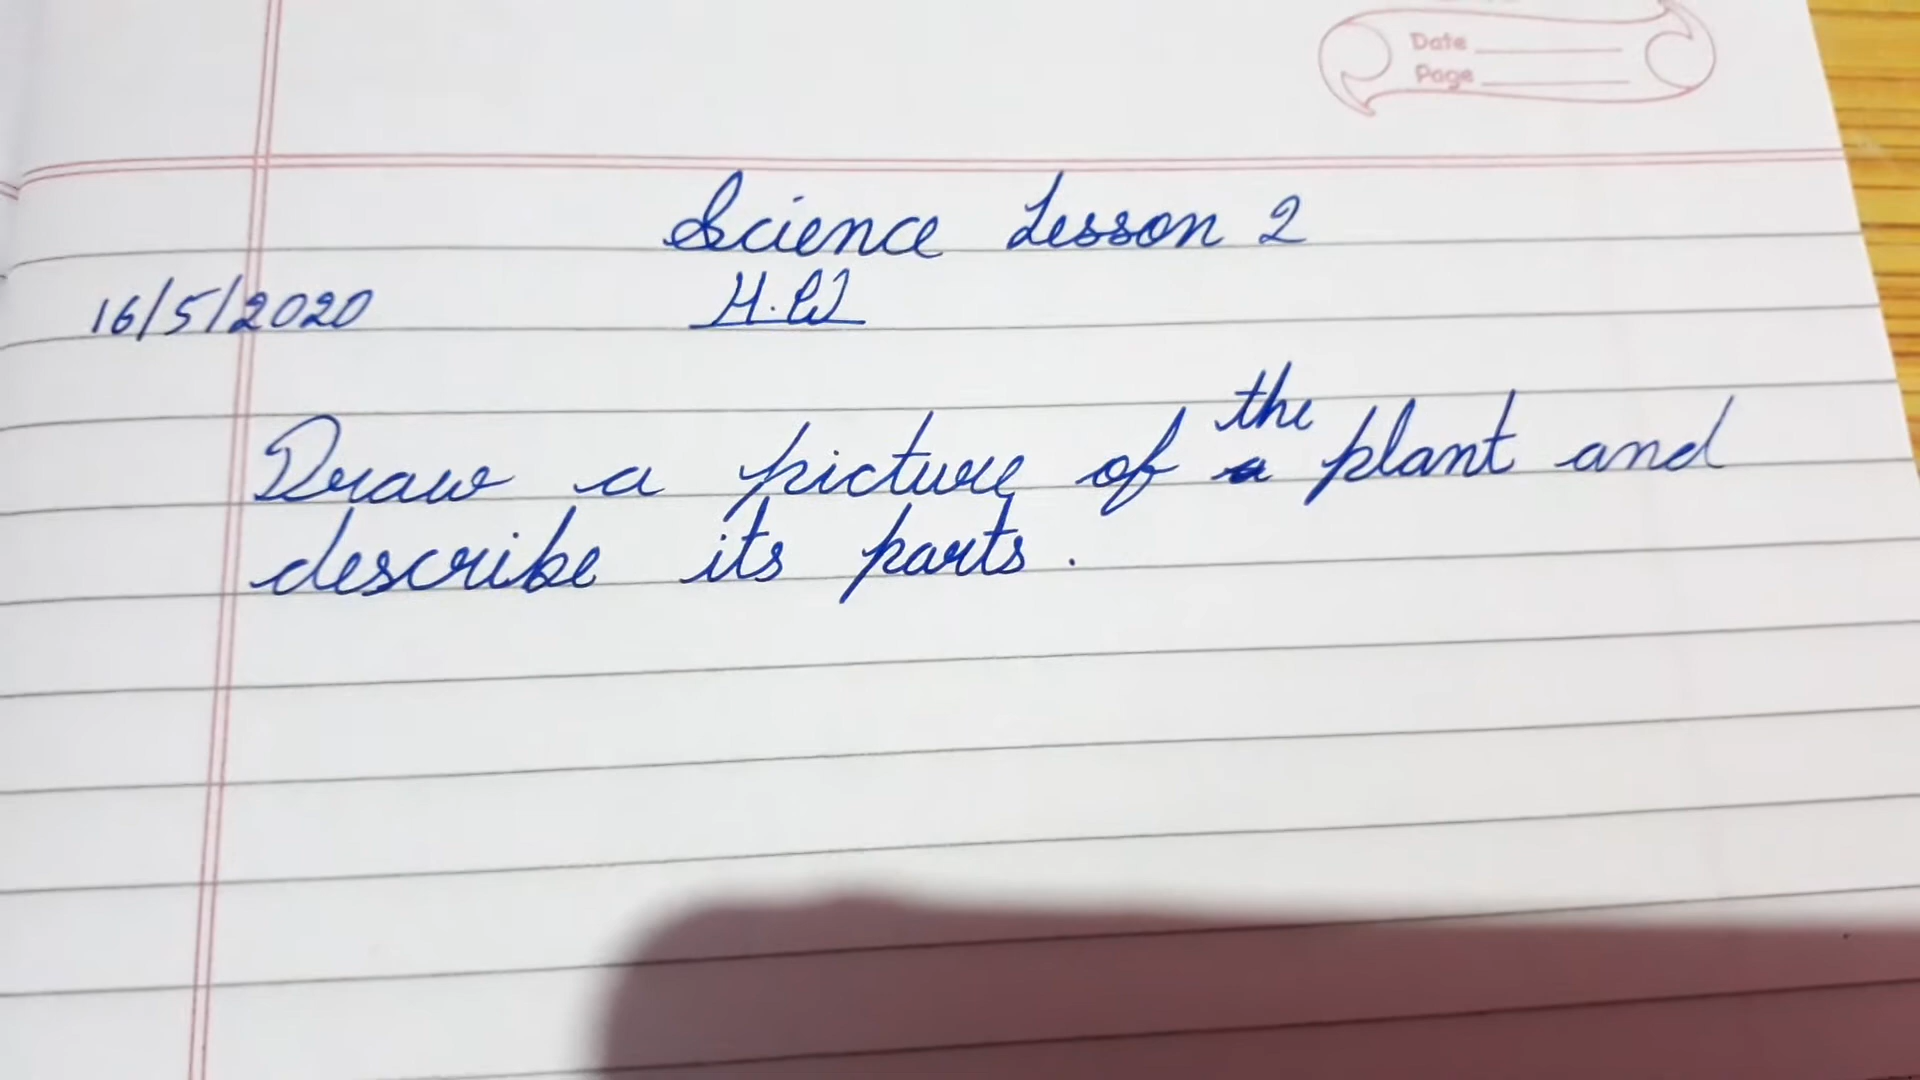 Date
Page
Science Lesson 2
16/5/2020 H.W
the
Draw a picture of a plant and
describe its parts.